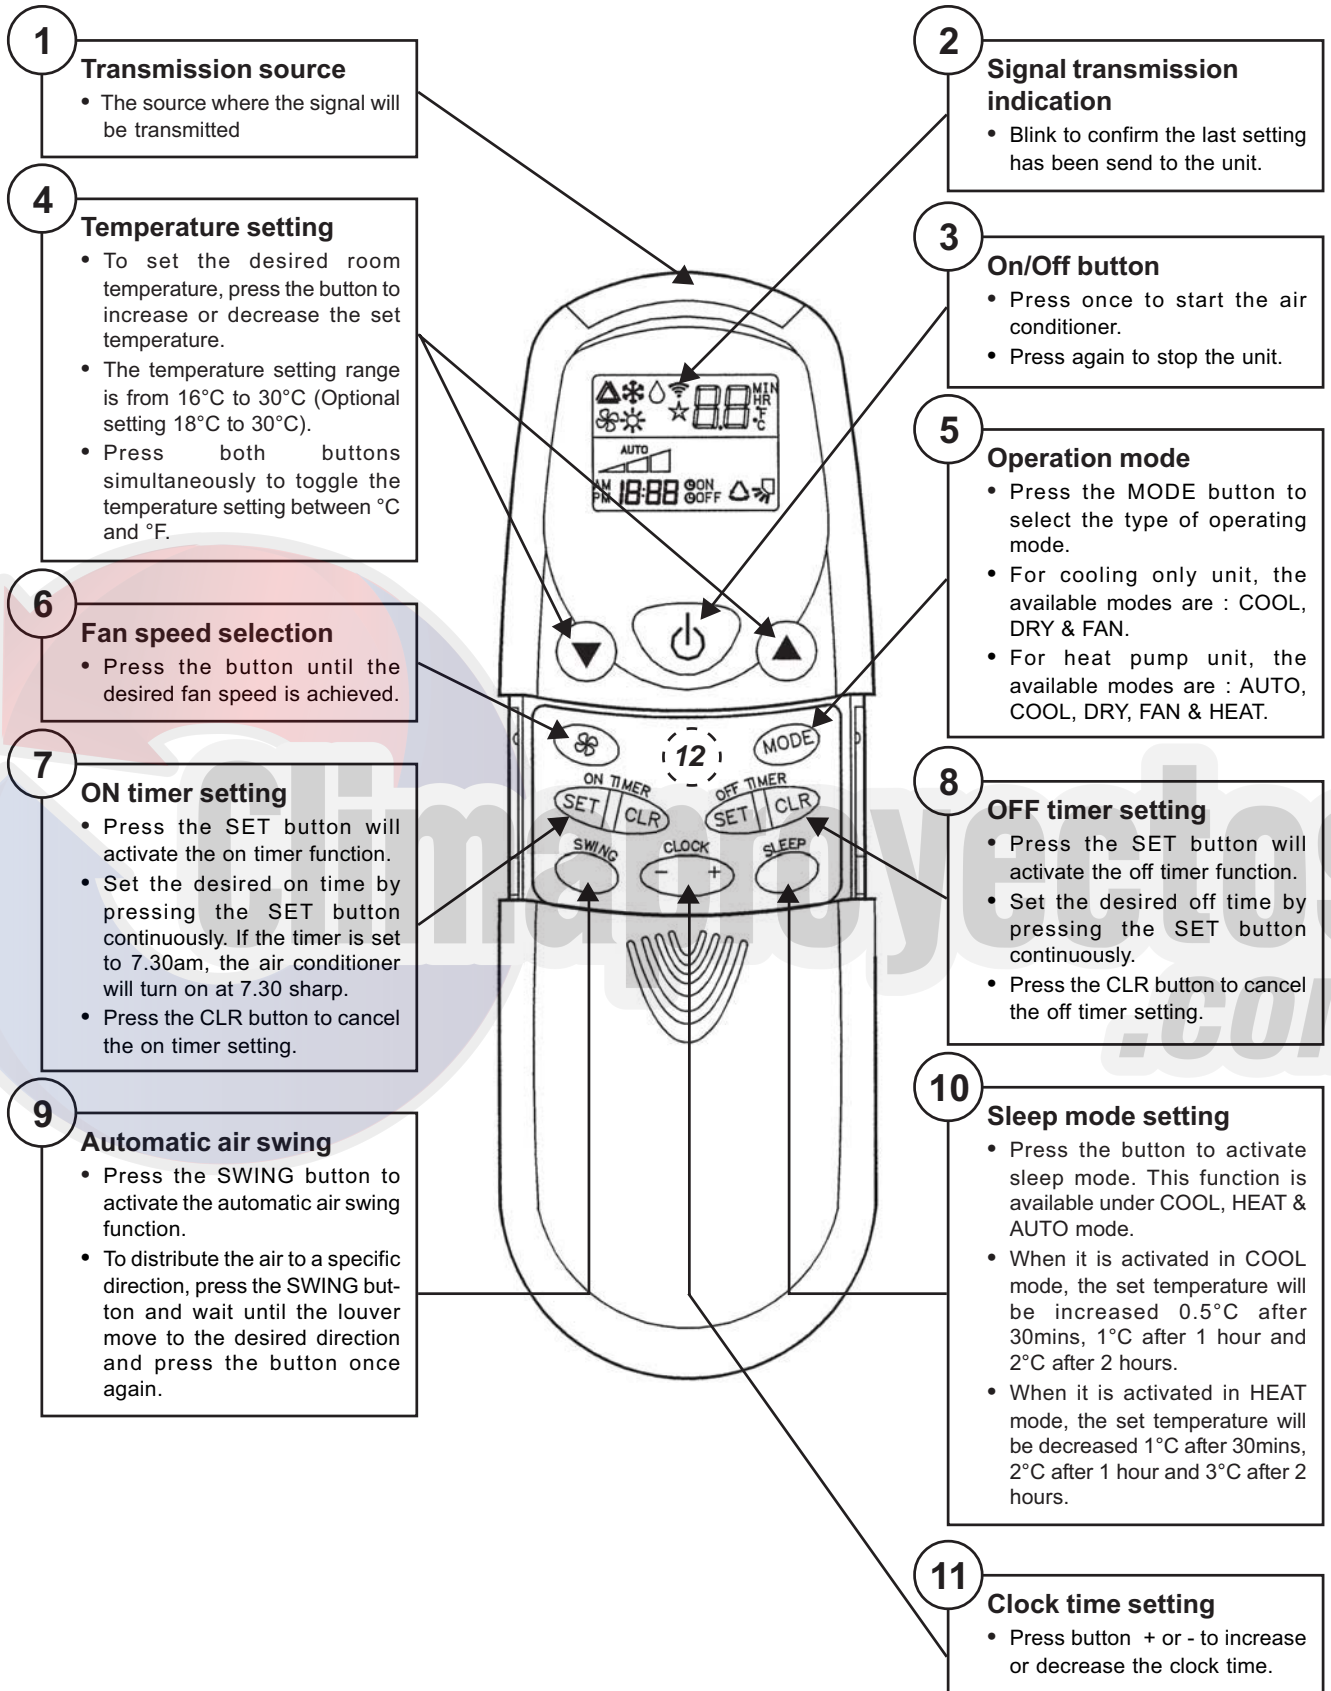 1
Transmission source
• The source where the signal will
be transmitted
2
Signal transmission
indication
• Blink to confirm the last setting
has been send to the unit.
4
Temperature setting
• To set the desired room
temperature, press the button to
increase or decrease the set
temperature.
• The temperature setting range
is from 16°C to 30°C (Optional
setting 18°C to 30°C).
• Press both buttons
simultaneously to toggle the
temperature setting between °C
and °F.
3
On/Off button
• Press once to start the air
conditioner.
• Press again to stop the unit.
5
Operation mode
• Press the MODE button to
select the type of operating
mode.
• For cooling only unit, the
available modes are : COOL,
DRY & FAN.
• For heat pump unit, the
available modes are : AUTO,
COOL, DRY, FAN & HEAT.
6
Fan speed selection
• Press the button until the
desired fan speed is achieved.
7
ON timer setting
• Press the SET button will
activate the on timer function.
• Set the desired on time by
pressing the SET button
continuously. If the timer is set
to 7.30am, the air conditioner
will turn on at 7.30 sharp.
• Press the CLR button to cancel
the on timer setting.
8
OFF timer setting
• Press the SET button will
activate the off timer function.
• Set the desired off time by
pressing the SET button
continuously.
• Press the CLR button to cancel
the off timer setting.
9
Automatic air swing
• Press the SWING button to
activate the automatic air swing
function.
• To distribute the air to a specific
direction, press the SWING but-
ton and wait until the louver
move to the desired direction
and press the button once
again.
10
Sleep mode setting
• Press the button to activate
sleep mode. This function is
available under COOL, HEAT &
AUTO mode.
• When it is activated in COOL
mode, the set temperature will
be increased 0.5°C after
30mins, 1°C after 1 hour and
2°C after 2 hours.
• When it is activated in HEAT
mode, the set temperature will
be decreased 1°C after 30mins,
2°C after 1 hour and 3°C after 2
hours.
11
Clock time setting
• Press button + or - to increase
or decrease the clock time.
88 MIN
HR
°F
°C
AUTO
AM
PM 18:88 ON
OFF
12
MODE
ON TIMER
OFF TIMER
SET CLR
SET CLR
SWING CLOCK SLEEP
- +
Climaproyectos
.com